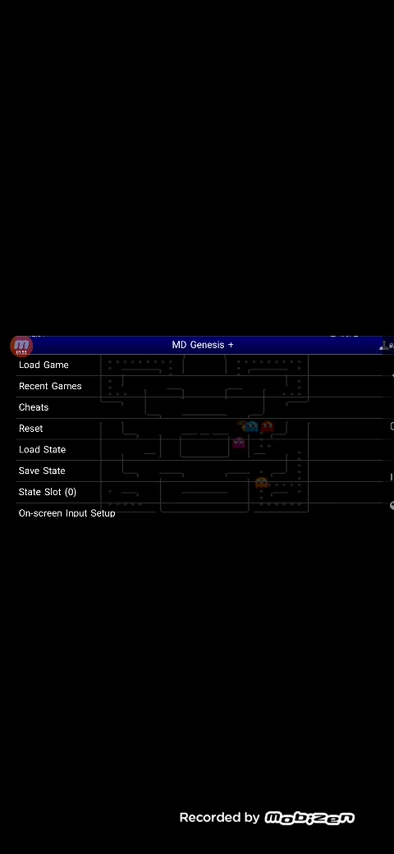 MD Genesis +
Load Game
Recent Games
Cheats
Reset
Load State
Save State
State Slot (0)
On-screen Input Setup
Recorded by Mobizen